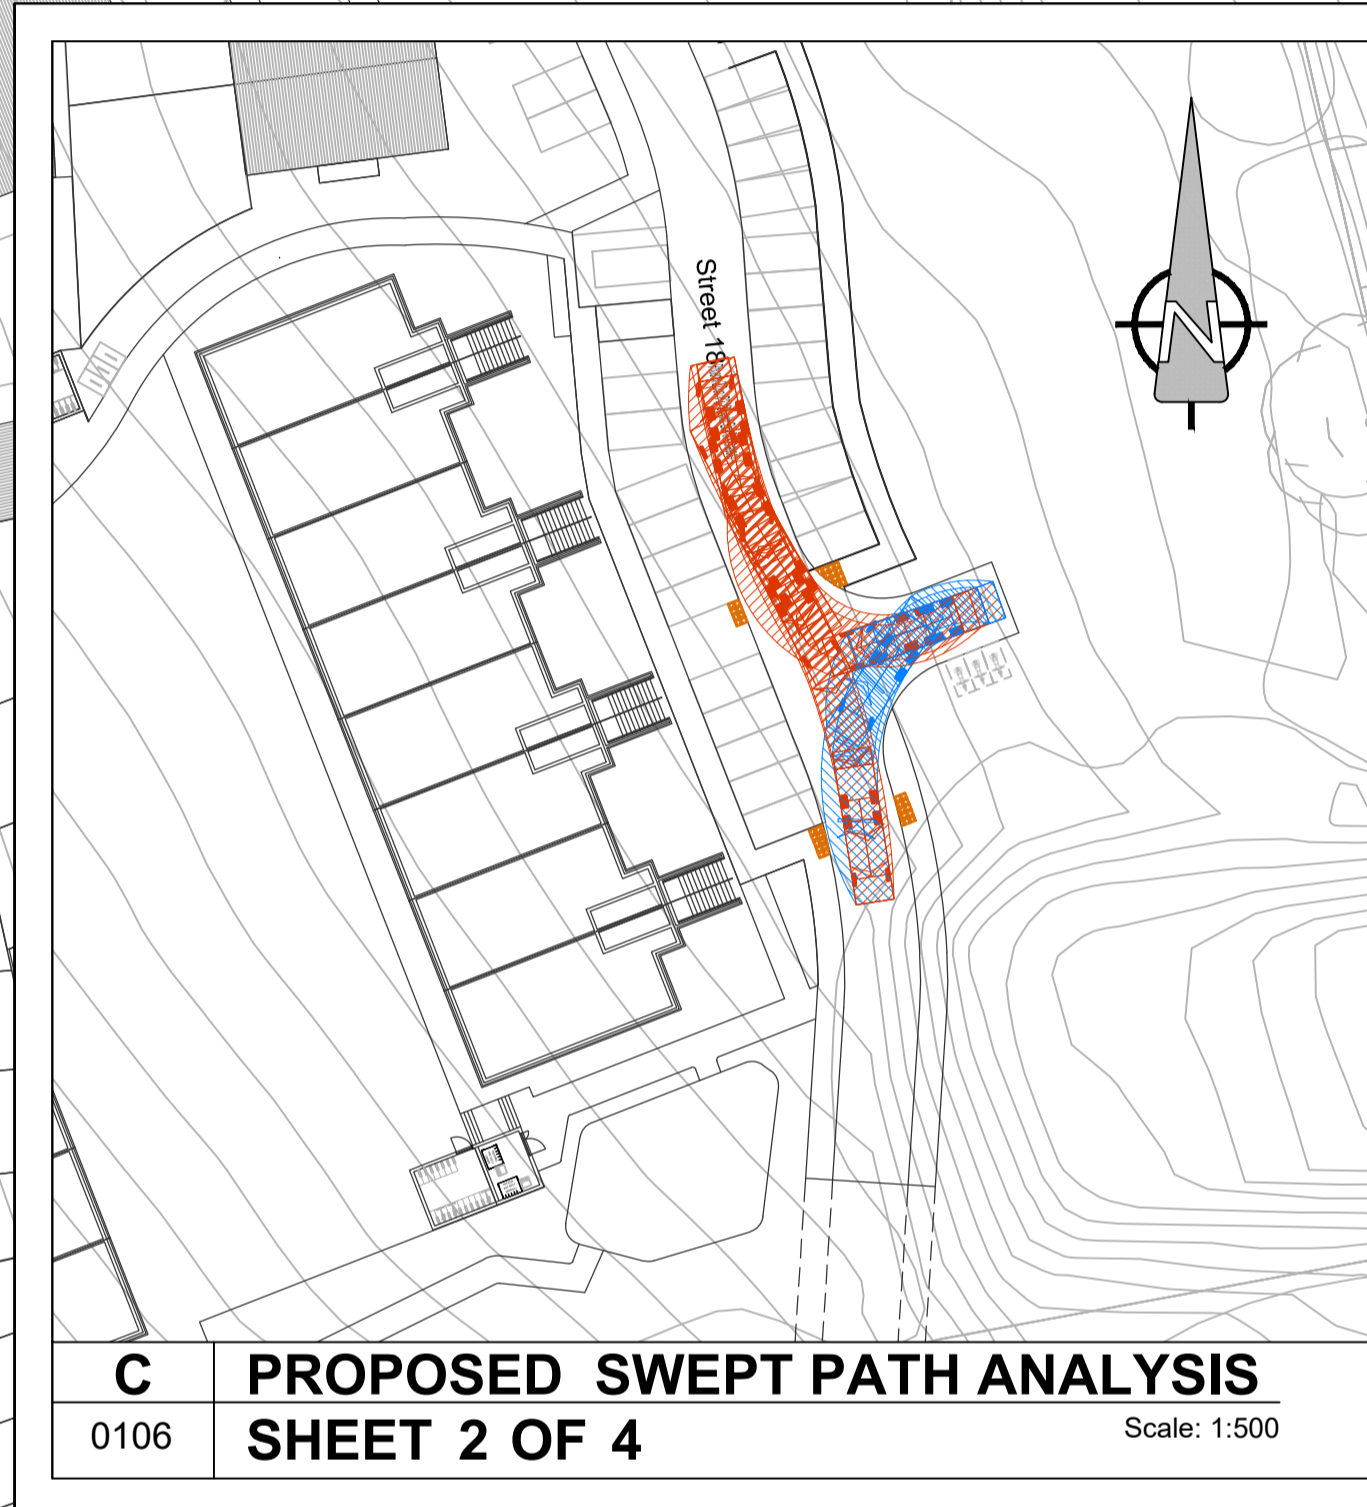 Street 18
N
C
PROPOSED SWEPT PATH ANALYSIS
0106
SHEET 2 OF 4
Scale: 1:500